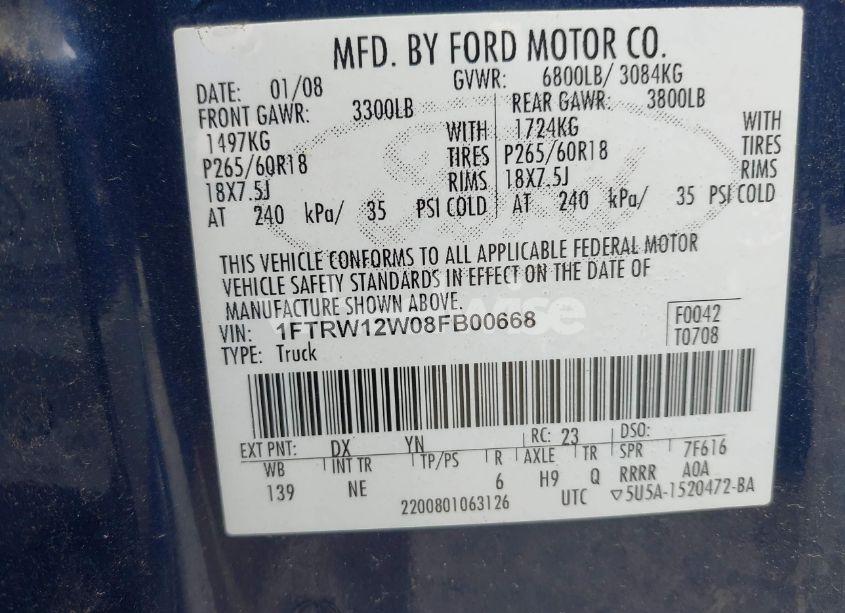 MFD. BY FORD MOTOR CO.
DATE: 01/08 GVWR: 6800LB/ 3084KG
FRONT GAWR: 3300LB REAR GAWR: 3800LB
1497KG WITH 1724KG WITH
P265/60R18 TIRES P265/60R18 TIRES
18X7.5J RIMS 18X7.5J RIMS
AT 240 kPa/ 35 PSI COLD AT 240 kPa/ 35 PSI COLD
THIS VEHICLE CONFORMS TO ALL APPLICABLE FEDERAL MOTOR
VEHICLE SAFETY STANDARDS IN EFFECT ON THE DATE OF
MANUFACTURE SHOWN ABOVE.
VIN: 1FTRW12W08FB00668 F0042
TYPE: Truck T0708
EXT PNT: DX YN RC: 23 DSO:
WB INT TR TP/PS R AXLE TR SPR 7F616
139 NE 6 H9 Q RRRR A0A
2200801063126 UTC ▽5U5A-1520472-BA